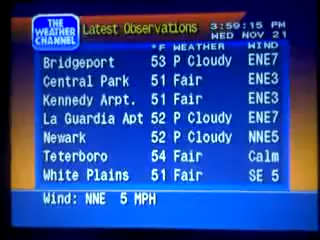 THE
WEATHER
CHANNEL
Latest Observations
3:59:15 PM
WED NOV 21
°F WEATHER WIND
Bridgeport 53 P Cloudy ENE7
Central Park 51 Fair ENE3
Kennedy Arpt. 51 Fair ENE3
La Guardia Apt 52 P Cloudy ENE7
Newark 52 P Cloudy NNE5
Teterboro 54 Fair Calm
White Plains 51 Fair SE 5
Wind: NNE 5 MPH